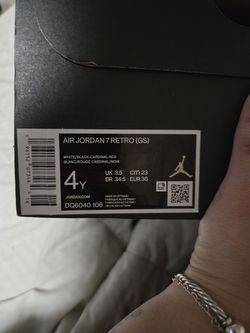 AIR JORDAN 7 RETRO (GS)
WHITE/BLACK-CARDINAL RED
BLANC/ROUGE CARDINAL/NOIR
4Y
UK 3.5 cm 23
BR 34.5 EUR 36
JORDAN.COM
DQ6040 106